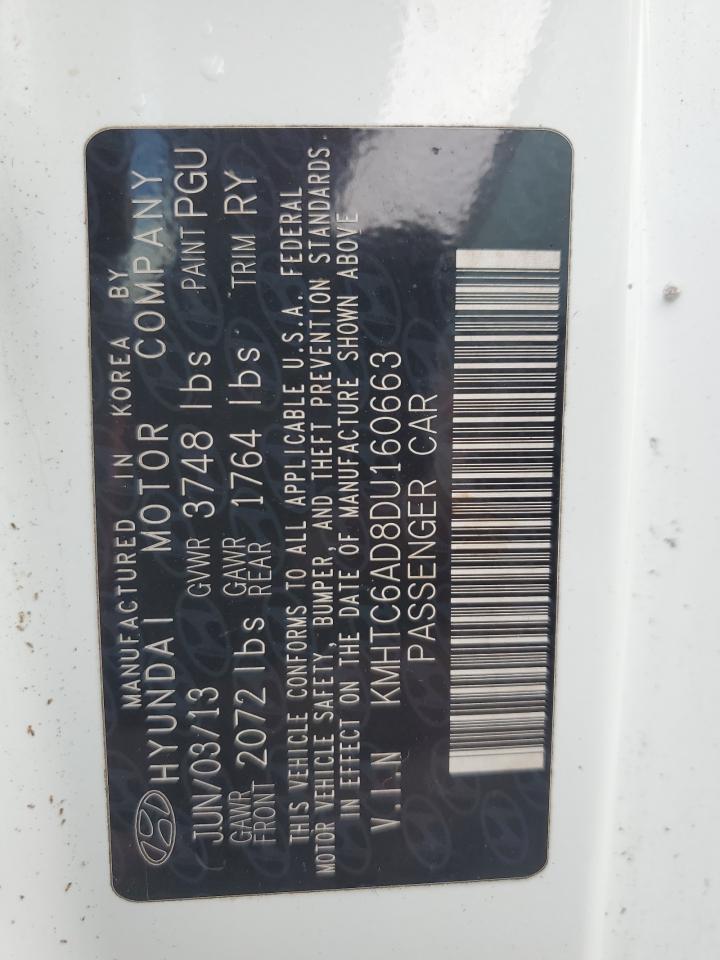 MANUFACTURED IN KOREA BY
HYUNDAI MOTOR COMPANY
JUN/03/13 GVWR 3748 lbs PAINT PGU
GAWR FRONT 2072 lbs GAWR REAR 1764 lbs TRIM RY
THIS VEHICLE CONFORMS TO ALL APPLICABLE U.S.A. FEDERAL
MOTOR VEHICLE SAFETY, BUMPER, AND THEFT PREVENTION STANDARDS
IN EFFECT ON THE DATE OF MANUFACTURE SHOWN ABOVE
V.I.N KMHTC6AD8DU160663
PASSENGER CAR